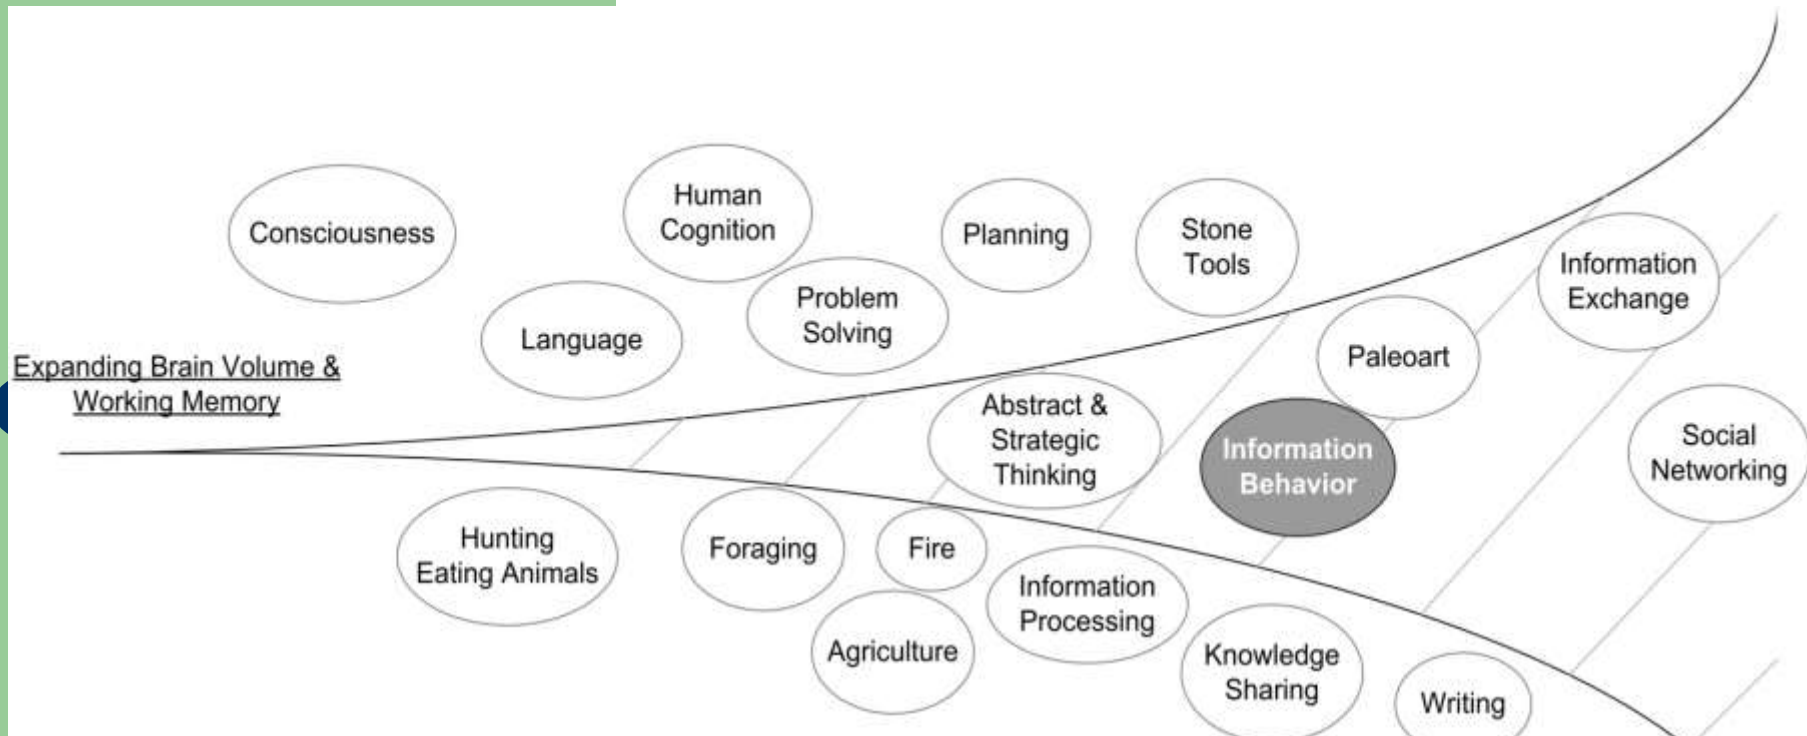 Consciousness
Human
Cognition
Planning
Stone
Tools
Information
Exchange
Language
Problem
Solving
Paleoart
Expanding Brain Volume &
Working Memory
Abstract &
Strategic
Thinking
Information
Behavior
Social
Networking
Hunting
Eating Animals
Foraging
Fire
Information
Processing
Agriculture
Knowledge
Sharing
Writing